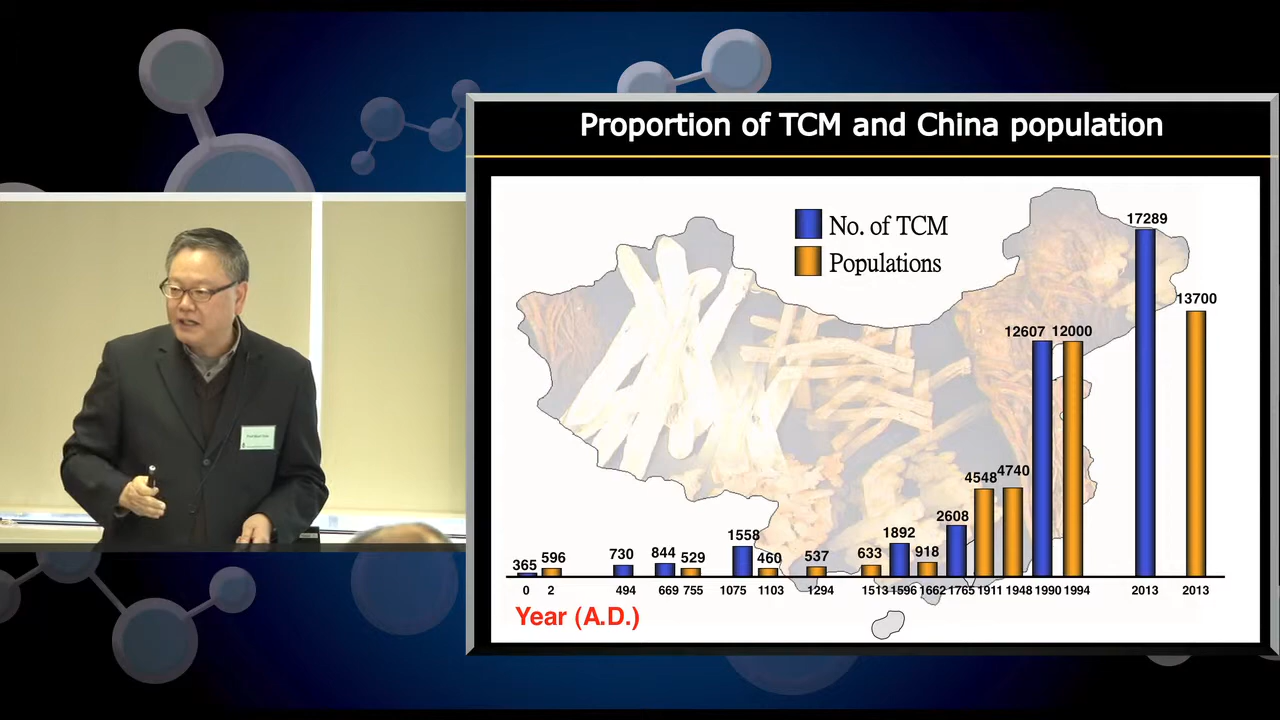 Proportion of TCM and China population
No. of TCM
Populations
365 596 730 844 529 1558 460 537 633 1892 918 2608 4548 4740 12607 12000 17289 13700
0 2 494 669 755 1075 1103 1294 1513 1596 1662 1765 1911 1948 1990 1994 2013 2013
Year (A.D.)